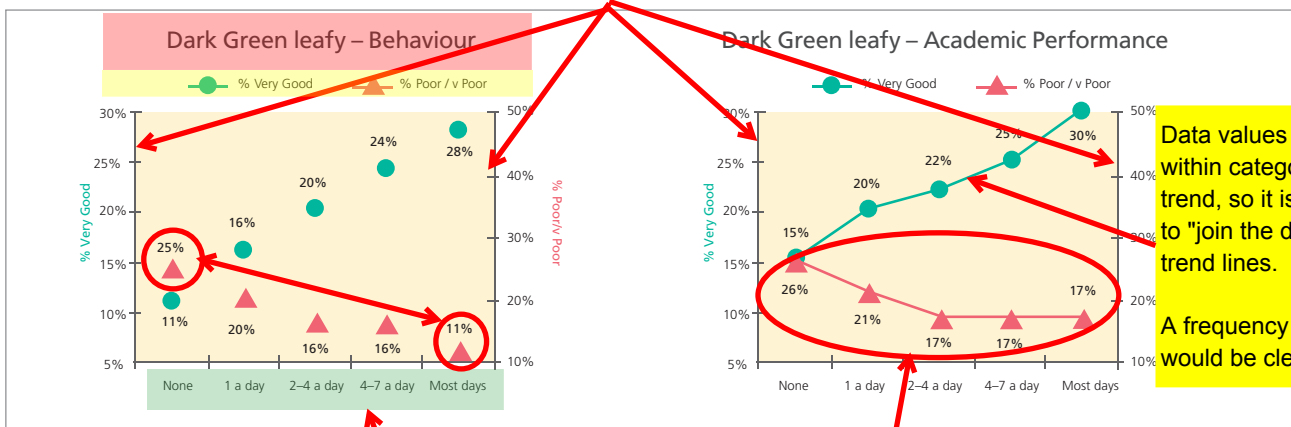 Dark Green leafy – Behaviour
% Very Good
% Poor / v Poor
30%
25%
20%
15%
10%
5%
% Very Good
50%
40%
30%
20%
10%
% Poor/v Poor
11%
16%
20%
24%
28%
25%
20%
16%
16%
11%
None
1 a day
2–4 a day
4–7 a day
Most days
Dark Green leafy – Academic Performance
% Very Good
% Poor / v Poor
30%
25%
20%
15%
10%
5%
% Very Good
50%
40%
30%
20%
10%
15%
20%
22%
25%
30%
26%
21%
17%
17%
17%
None
1 a day
2–4 a day
4–7 a day
Most days
Data values
within
trend, so it is
to "join the
trend lines.
A frequency
would be